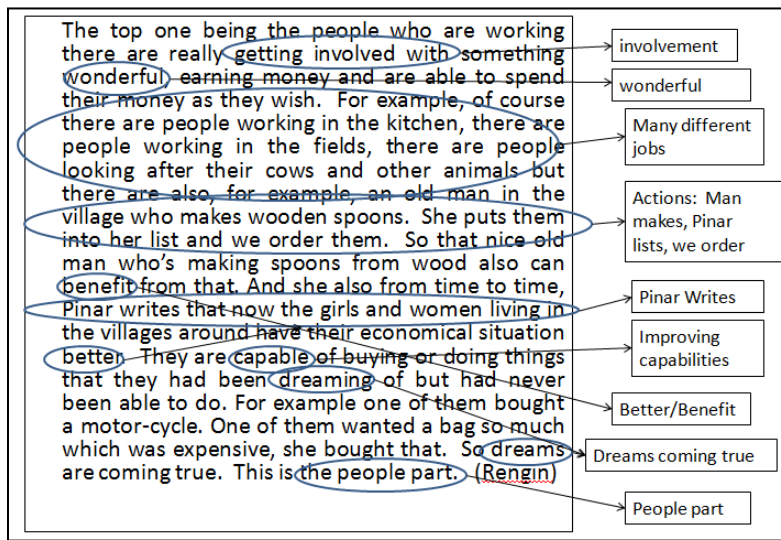 The top one being the people who are working
there are really getting involved with something
wonderful, earning money and are able to spend
their money as they wish. For example, of course
there are people working in the kitchen, there are
people working in the fields, there are people
looking after their cows and other animals but
there are also, for example, an old man in the
village who makes wooden spoons. She puts them
into her list and we order them. So that nice old
man who's making spoons from wood also can
benefit from that. And she also from time to time,
Pinar writes that now the girls and women living in
the villages around have their economical situation
better. They are capable of buying or doing things
that they had been dreaming of but had never
been able to do. For example one of them bought
a motor-cycle. One of them wanted a bag so much
which was expensive, she bought that. So dreams
are coming true. This is the people part. (Rengin)
involvement
wonderful
Many different
jobs
Actions: Man
makes, Pinar
lists, we order
Pinar Writes
Improving
capabilities
Better/Benefit
Dreams coming true
People part